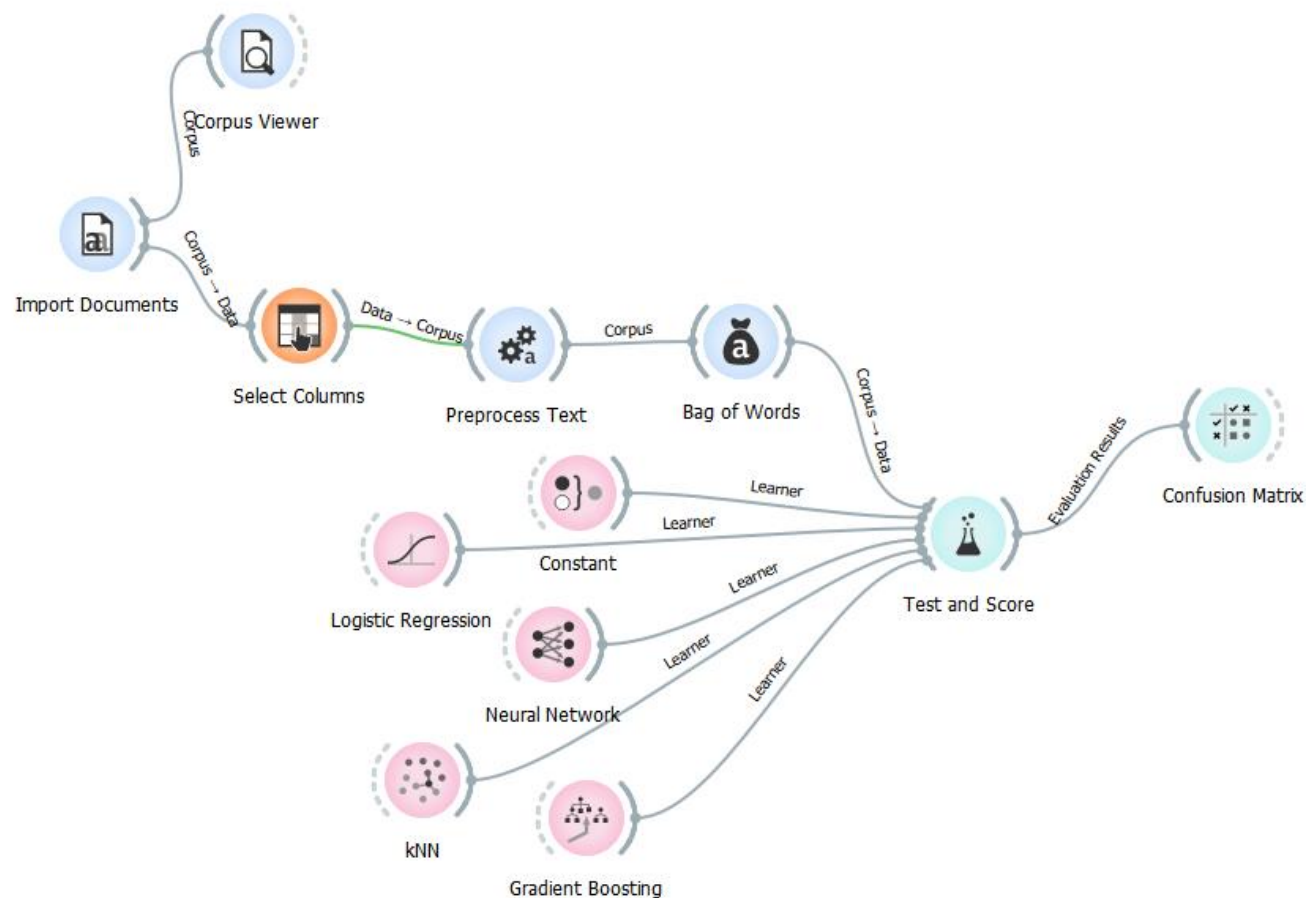 Corpus Viewer
Corpus
Import Documents
Corpus → Data
Select Columns
Data → Corpus
Preprocess Text
Corpus
Bag of Words
Corpus → Data
Constant
Learner
Logistic Regression
Learner
Neural Network
Learner
kNN
Learner
Gradient Boosting
Learner
Test and Score
Evaluation Results
Confusion Matrix
a
a
a
a